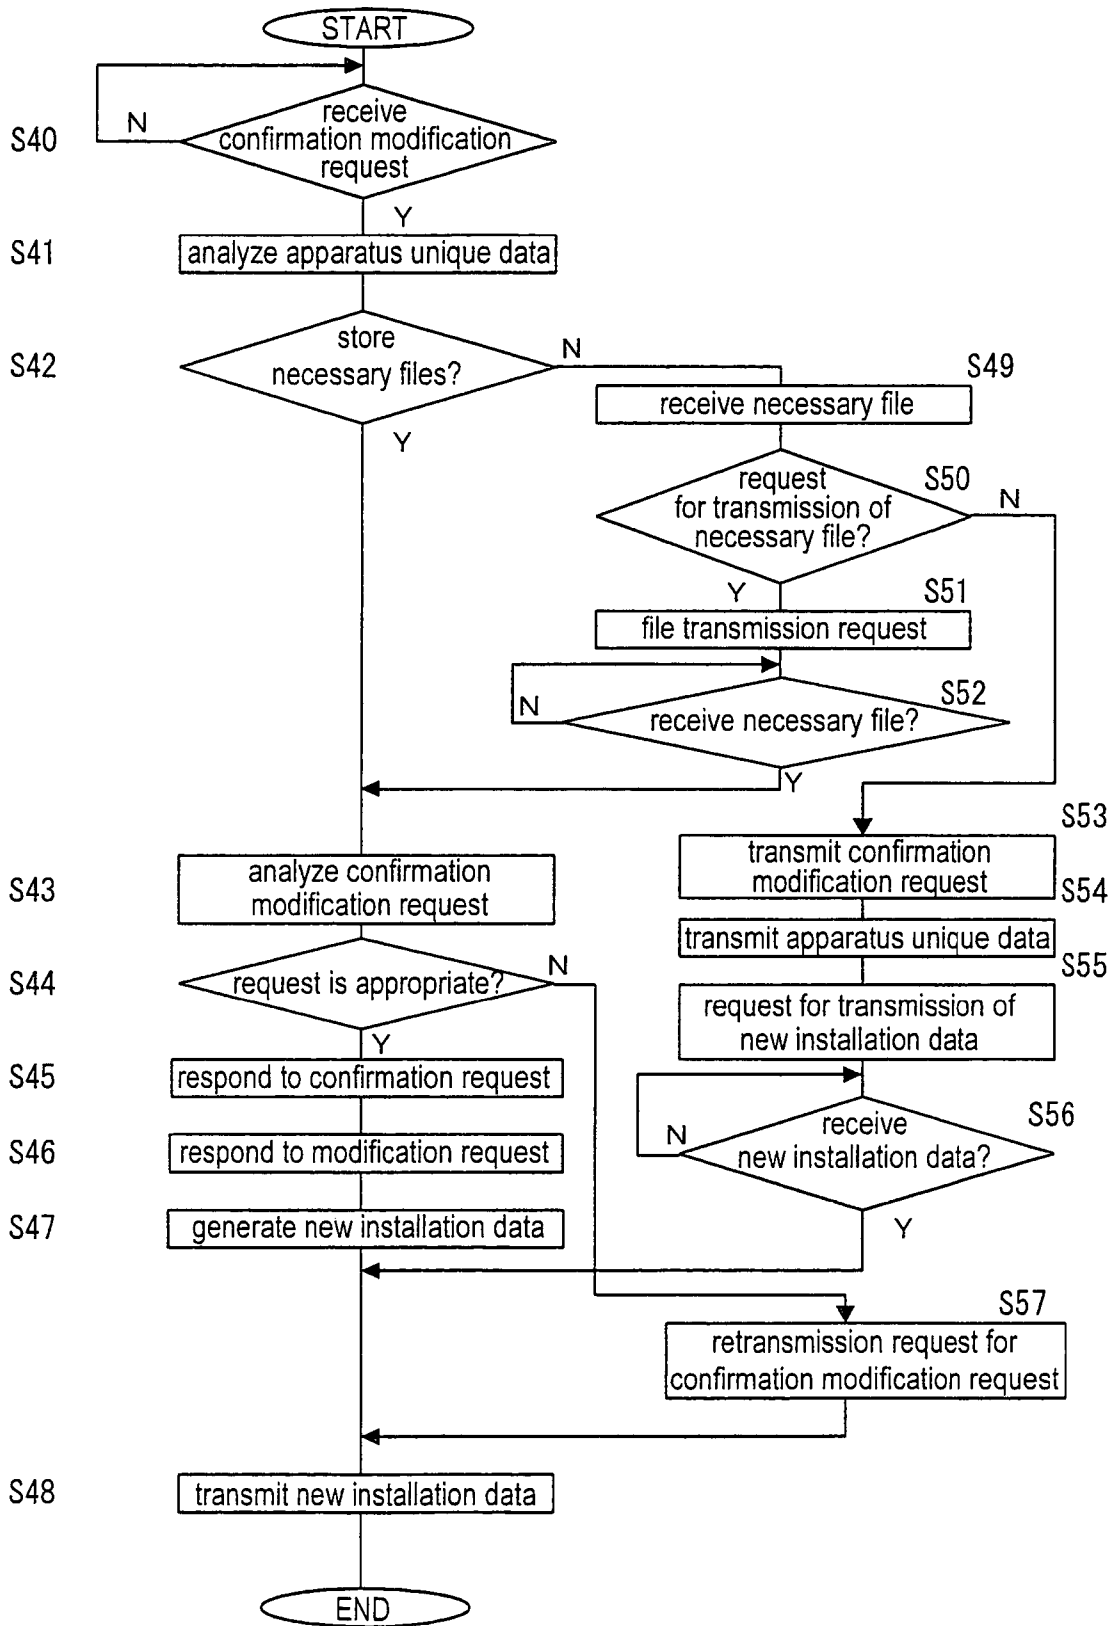 START
receive
confirmation modification
request
N
S40
Y
S41
analyze apparatus unique data
store
necessary files?
S42
N
Y
S49
receive necessary file
request
for transmission of
necessary file?
S50
N
Y
S51
file transmission request
S52
receive necessary file?
N
Y
S53
transmit confirmation
modification request
S43
analyze confirmation
modification request
S54
transmit apparatus unique data
S44
request is appropriate?
N
Y
S55
request for transmission of
new installation data
S45
respond to confirmation request
S46
respond to modification request
S56
receive
new installation data?
N
Y
S47
generate new installation data
S57
retransmission request for
confirmation modification request
S48
transmit new installation data
END